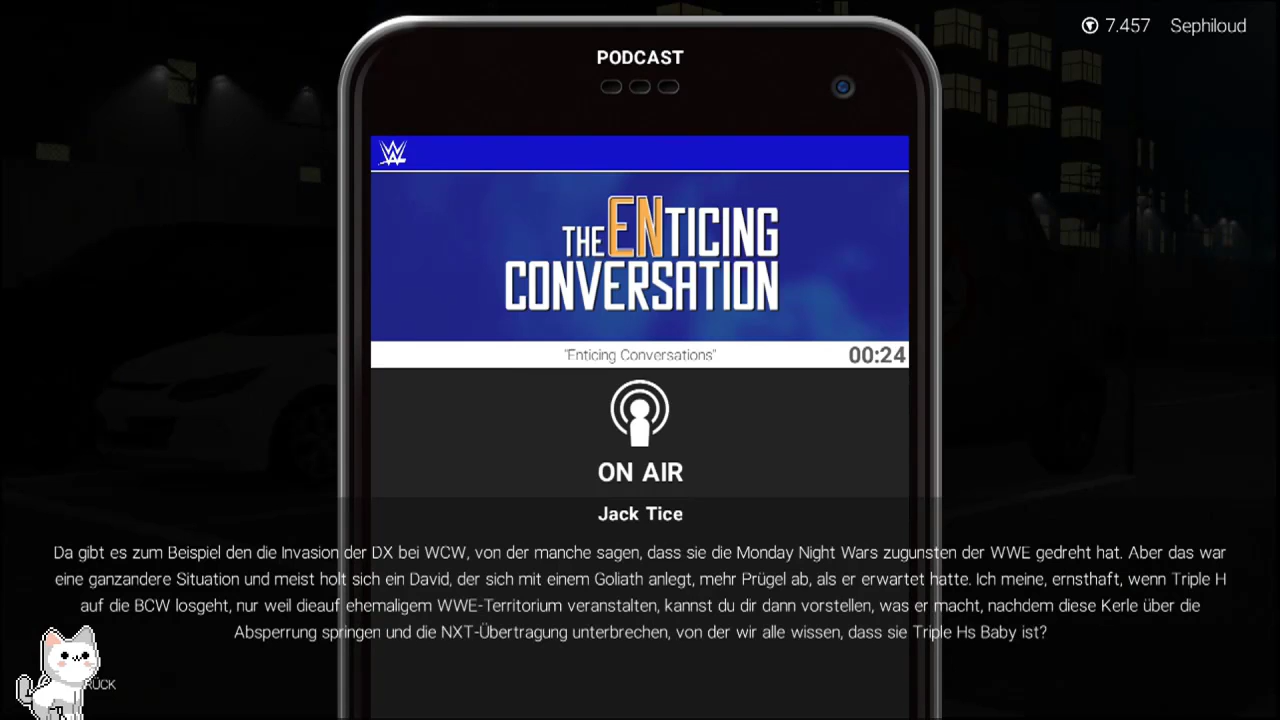 7.457 Sephiloud
PODCAST
THE ENTICING
CONVERSATION
"Enticing Conversations" 00:24
ON AIR
Jack Tice
Da gibt es zum Beispiel den die Invasion der DX bei WCW, von der manche sagen, dass sie die Monday Night Wars zugunsten der WWE gedreht hat. Aber das war
eine ganzandere Situation und meist holt sich ein David, der sich mit einem Goliath anlegt, mehr Prügel ab, als er erwartet hatte. Ich meine, ernsthaft, wenn Triple H
auf die BCW losgeht, nur weil dieauf ehemaligem WWE-Territorium veranstalten, kannst du dir dann vorstellen, was er macht, nachdem diese Kerle über die
Absperrung springen und die NXT-Übertragung unterbrechen, von der wir alle wissen, dass sie Triple Hs Baby ist?
RÜCK